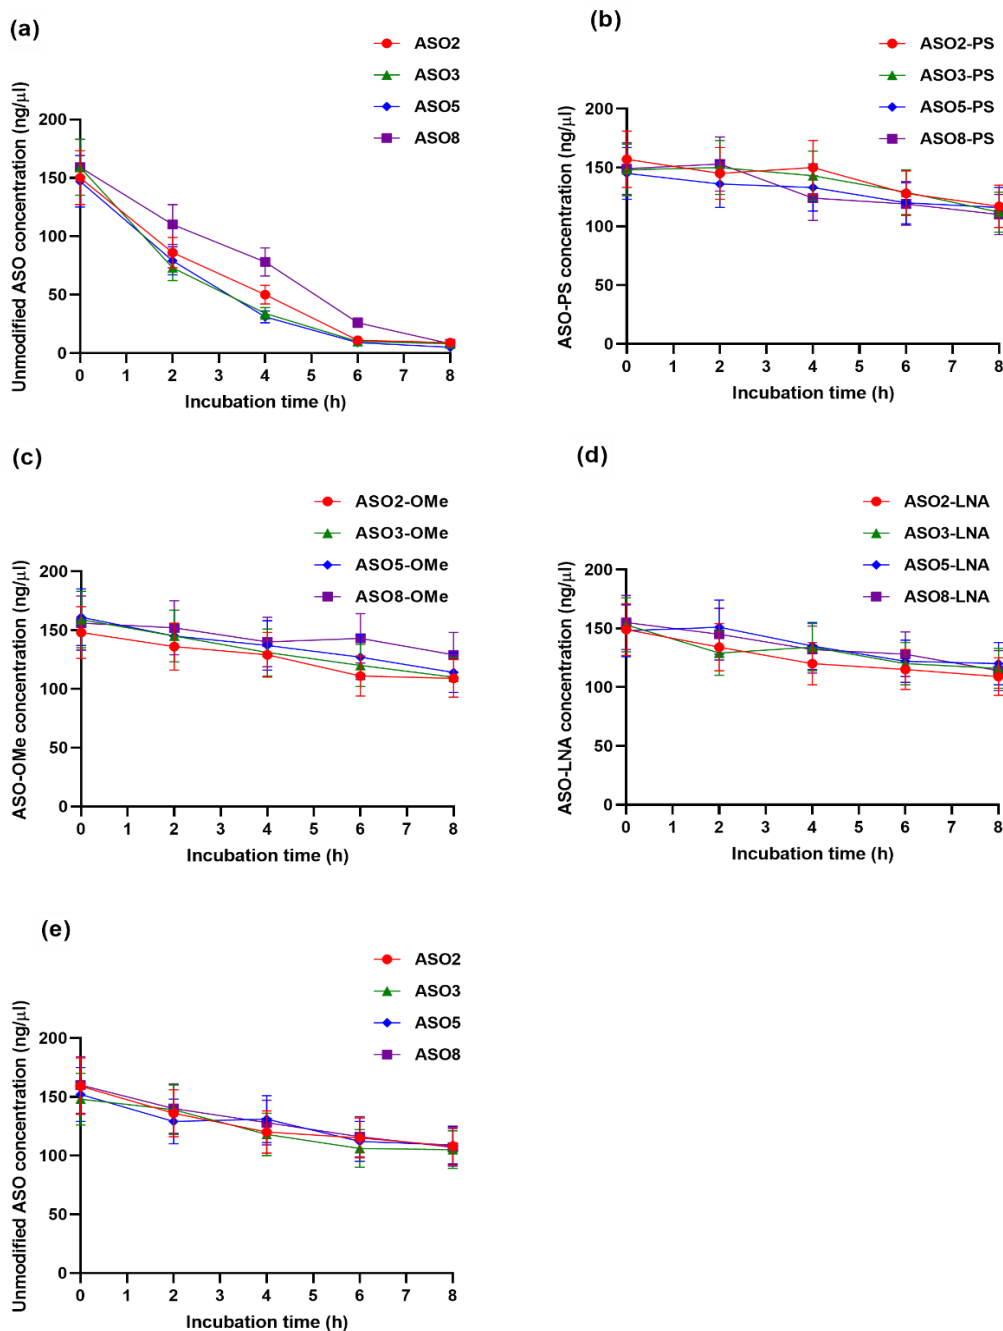 (a)
ASO2
ASO3
ASO5
ASO8
Unmodified ASO concentration (ng/μl)
200
150
100
50
0
0 1 2 3 4 5 6 7 8
Incubation time (h)
(b)
ASO2-PS
ASO3-PS
ASO5-PS
ASO8-PS
ASO-PS concentration (ng/μl)
200
150
100
50
0
0 1 2 3 4 5 6 7 8
Incubation time (h)
(c)
ASO2-OMe
ASO3-OMe
ASO5-OMe
ASO8-OMe
ASO-OMe concentration (ng/μl)
200
150
100
50
0
0 1 2 3 4 5 6 7 8
Incubation time (h)
(d)
ASO2-LNA
ASO3-LNA
ASO5-LNA
ASO8-LNA
ASO-LNA concentration (ng/μl)
200
150
100
50
0
0 1 2 3 4 5 6 7 8
Incubation time (h)
(e)
ASO2
ASO3
ASO5
ASO8
Unmodified ASO concentration (ng/μl)
200
150
100
50
0
0 1 2 3 4 5 6 7 8
Incubation time (h)